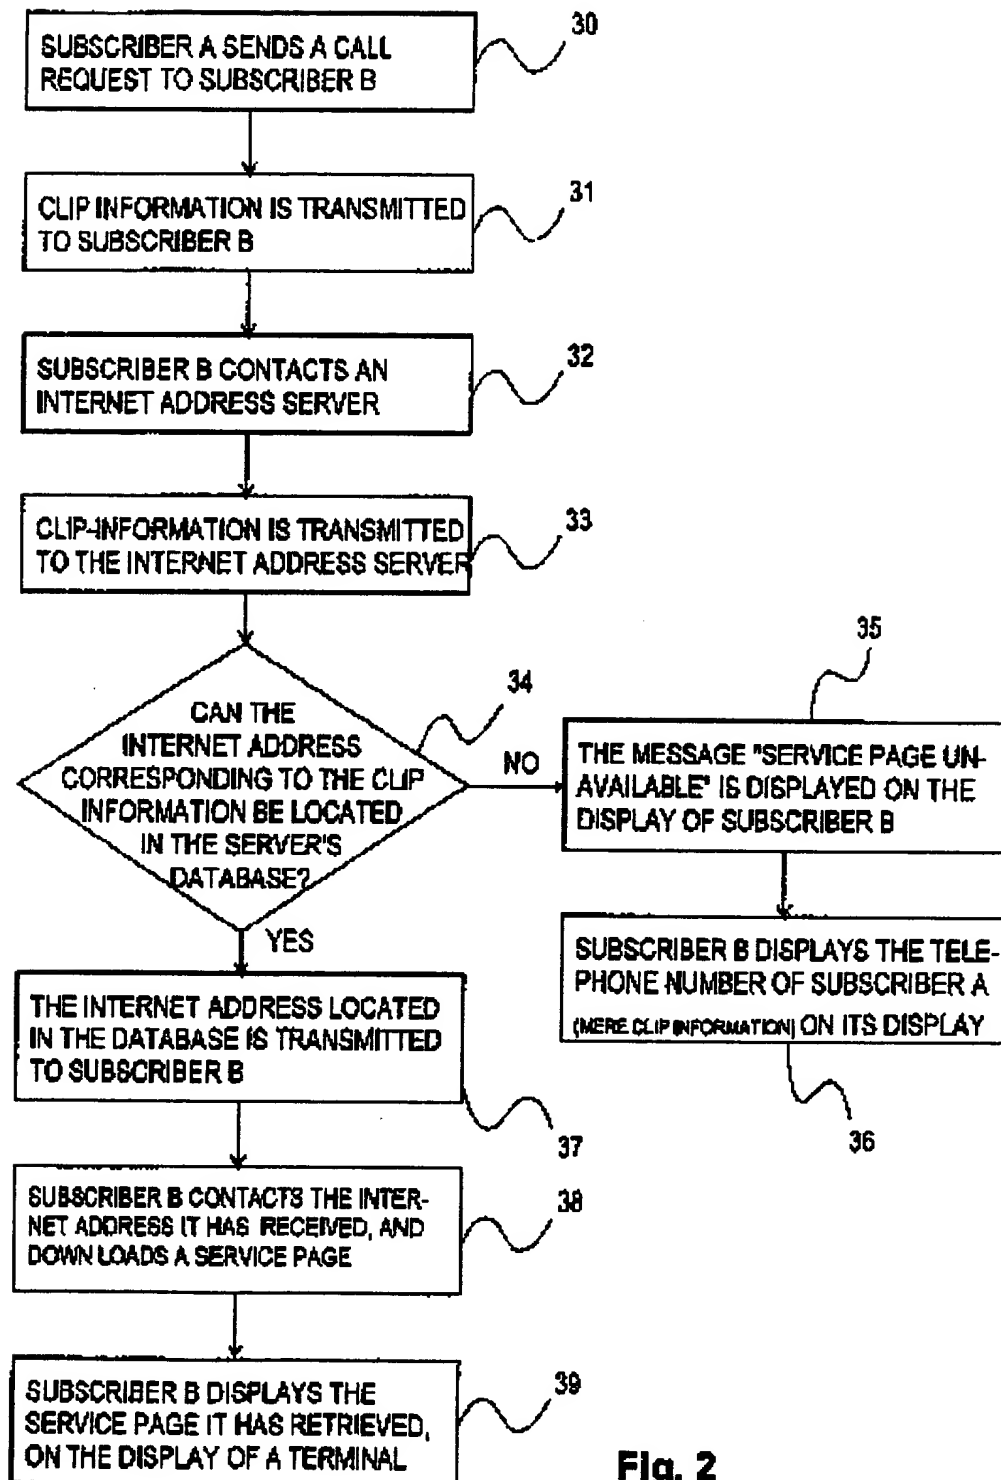 SUBSCRIBER A SENDS A CALL
REQUEST TO SUBSCRIBER B
30
CLIP INFORMATION IS TRANSMITTED
TO SUBSCRIBER B
31
SUBSCRIBER B CONTACTS AN
INTERNET ADDRESS SERVER
32
CLIP-INFORMATION IS TRANSMITTED
TO THE INTERNET ADDRESS SERVER
33
CAN THE
INTERNET ADDRESS
CORRESPONDING TO THE CLIP
INFORMATION BE LOCATED
IN THE SERVER'S
DATABASE?
34
NO
35
THE MESSAGE "SERVICE PAGE UN-
AVAILABLE" IS DISPLAYED ON THE
DISPLAY OF SUBSCRIBER B
SUBSCRIBER B DISPLAYS THE TELE-
PHONE NUMBER OF SUBSCRIBER A
(MERE CLIP INFORMATION) ON ITS DISPLAY
36
YES
THE INTERNET ADDRESS LOCATED
IN THE DATABASE IS TRANSMITTED
TO SUBSCRIBER B
37
SUBSCRIBER B CONTACTS THE INTER-
NET ADDRESS IT HAS RECEIVED, AND
DOWN LOADS A SERVICE PAGE
38
SUBSCRIBER B DISPLAYS THE
SERVICE PAGE IT HAS RETRIEVED,
ON THE DISPLAY OF A TERMINAL
39
Fig. 2